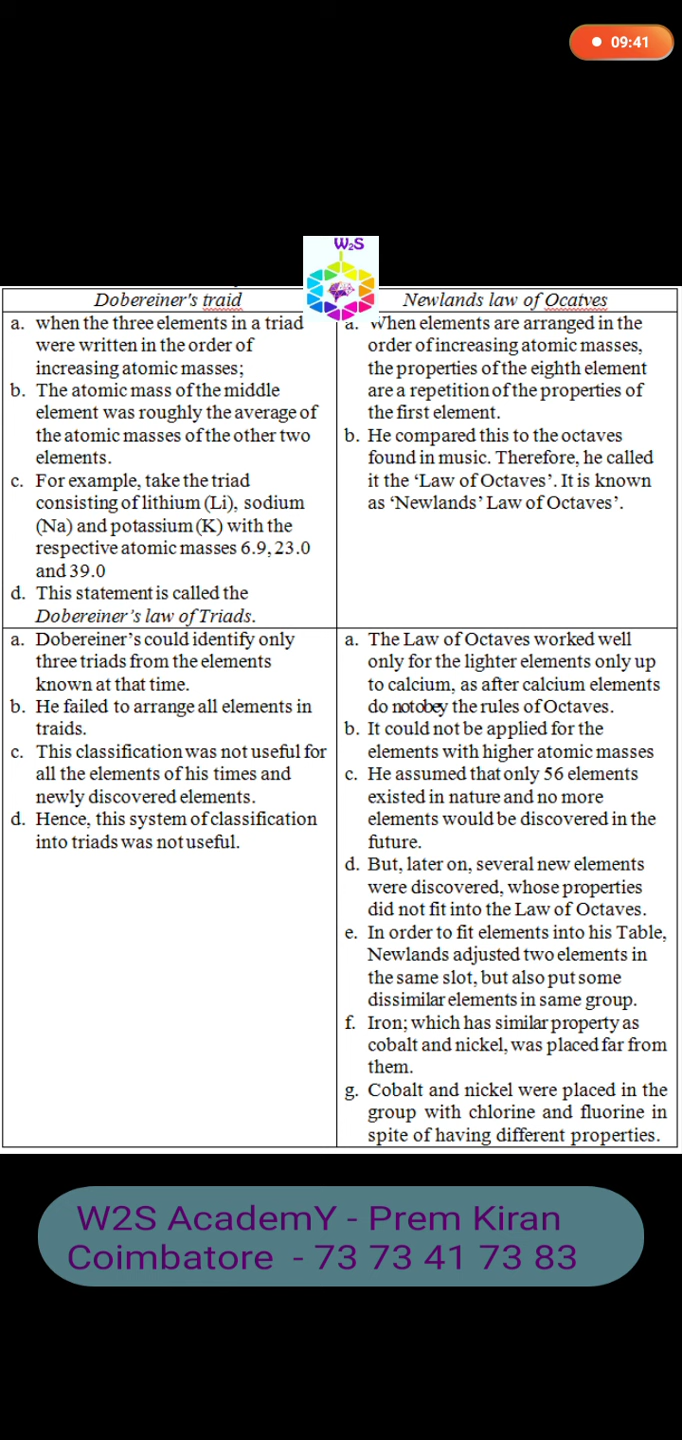 09:41
W2S
Dobereiner's traid
a. when the three elements in a triad
were written in the order of
increasing atomic masses;
b. The atomic mass of the middle
element was roughly the average of
the atomic masses of the other two
elements.
c. For example, take the triad
consisting of lithium (Li), sodium
(Na) and potassium (K) with the
respective atomic masses 6.9, 23.0
and 39.0
d. This statement is called the
Dobereiner's law of Triads.
Newlands law of Ocatves
a. When elements are arranged in the
order of increasing atomic masses,
the properties of the eighth element
are a repetition of the properties of
the first element.
b. He compared this to the octaves
found in music. Therefore, he called
it the ‘Law of Octaves’. It is known
as ‘Newlands’ Law of Octaves’.
a. Dobereiner's could identify only
three triads from the elements
known at that time.
b. He failed to arrange all elements in
traids.
c. This classification was not useful for
all the elements of his times and
newly discovered elements.
d. Hence, this system of classification
into triads was not useful.
a. The Law of Octaves worked well
only for the lighter elements only up
to calcium, as after calcium elements
do notobey the rules of Octaves.
b. It could not be applied for the
elements with higher atomic masses
c. He assumed that only 56 elements
existed in nature and no more
elements would be discovered in the
future.
d. But, later on, several new elements
were discovered, whose properties
did not fit into the Law of Octaves.
e. In order to fit elements into his Table,
Newlands adjusted two elements in
the same slot, but also put some
dissimilar elements in same group.
f. Iron; which has similar property as
cobalt and nickel, was placed far from
them.
g. Cobalt and nickel were placed in the
group with chlorine and fluorine in
spite of having different properties.
W2S AcademY - Prem Kiran
Coimbatore - 73 73 41 73 83